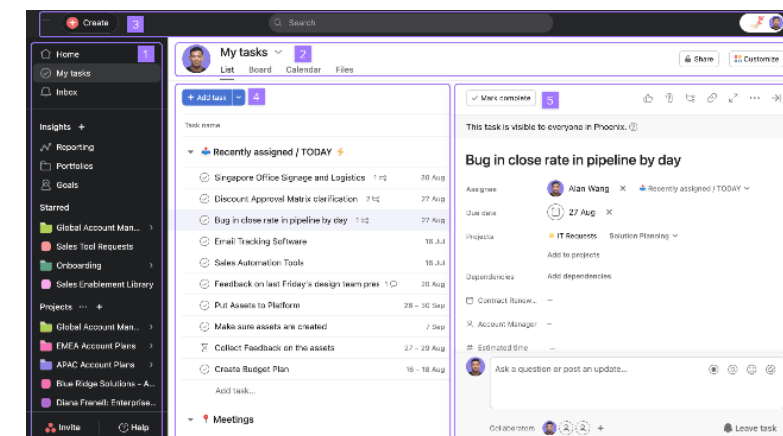 Create
3
Search
Home
1
My tasks
Inbox
Insights +
Reporting
Portfolios
Goals
Starred
Global Account Man... >
Sales Tool Requests
Onboarding >
Sales Enablement Library
Projects ... +
Global Account Man... >
EMEA Account Plans >
APAC Account Plans >
Blue Ridge Solutions - A...
Diana Frenell: Enterprise...
Invite
Help
My tasks
2
List Board Calendar Files
Share
Customize
+ Add task
4
Task name
Recently assigned / TODAY
Singapore Office Signage and Logistics 1 30 Aug
Discount Approval Matrix clarification 2 27 Aug
Bug in close rate in pipeline by day 1 27 Aug
Email Tracking Software 18 Jul
Sales Automation Tools 18 Jul
Feedback on last Friday's design team pres 1 20 Aug
Put Assets to Platform 28 – 30 Sep
Make sure assets are created 7 Sep
Collect Feedback on the assets 27 – 29 Aug
Create Budget Plan 16 – 18 Aug
Add task...
Meetings
Mark complete
5
This task is visible to everyone in Phoenix.
Bug in close rate in pipeline by day
Assignee Alan Wang × Recently assigned / TODAY
Due date 27 Aug ×
Projects IT Requests Solution Planning
Add to projects
Dependencies Add dependencies
Contract Renew... –
Account Manager –
# Estimated time –
Ask a question or post an update...
Collaborators +
Leave task